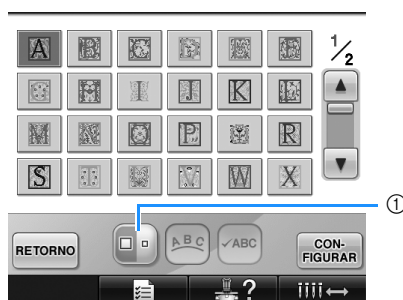 A B C D E F
G H I J K L
M N O P Q R
S T U V W X
1/2
①
RETORNO
ABC
✓ABC
CON-
FIGURAR
?